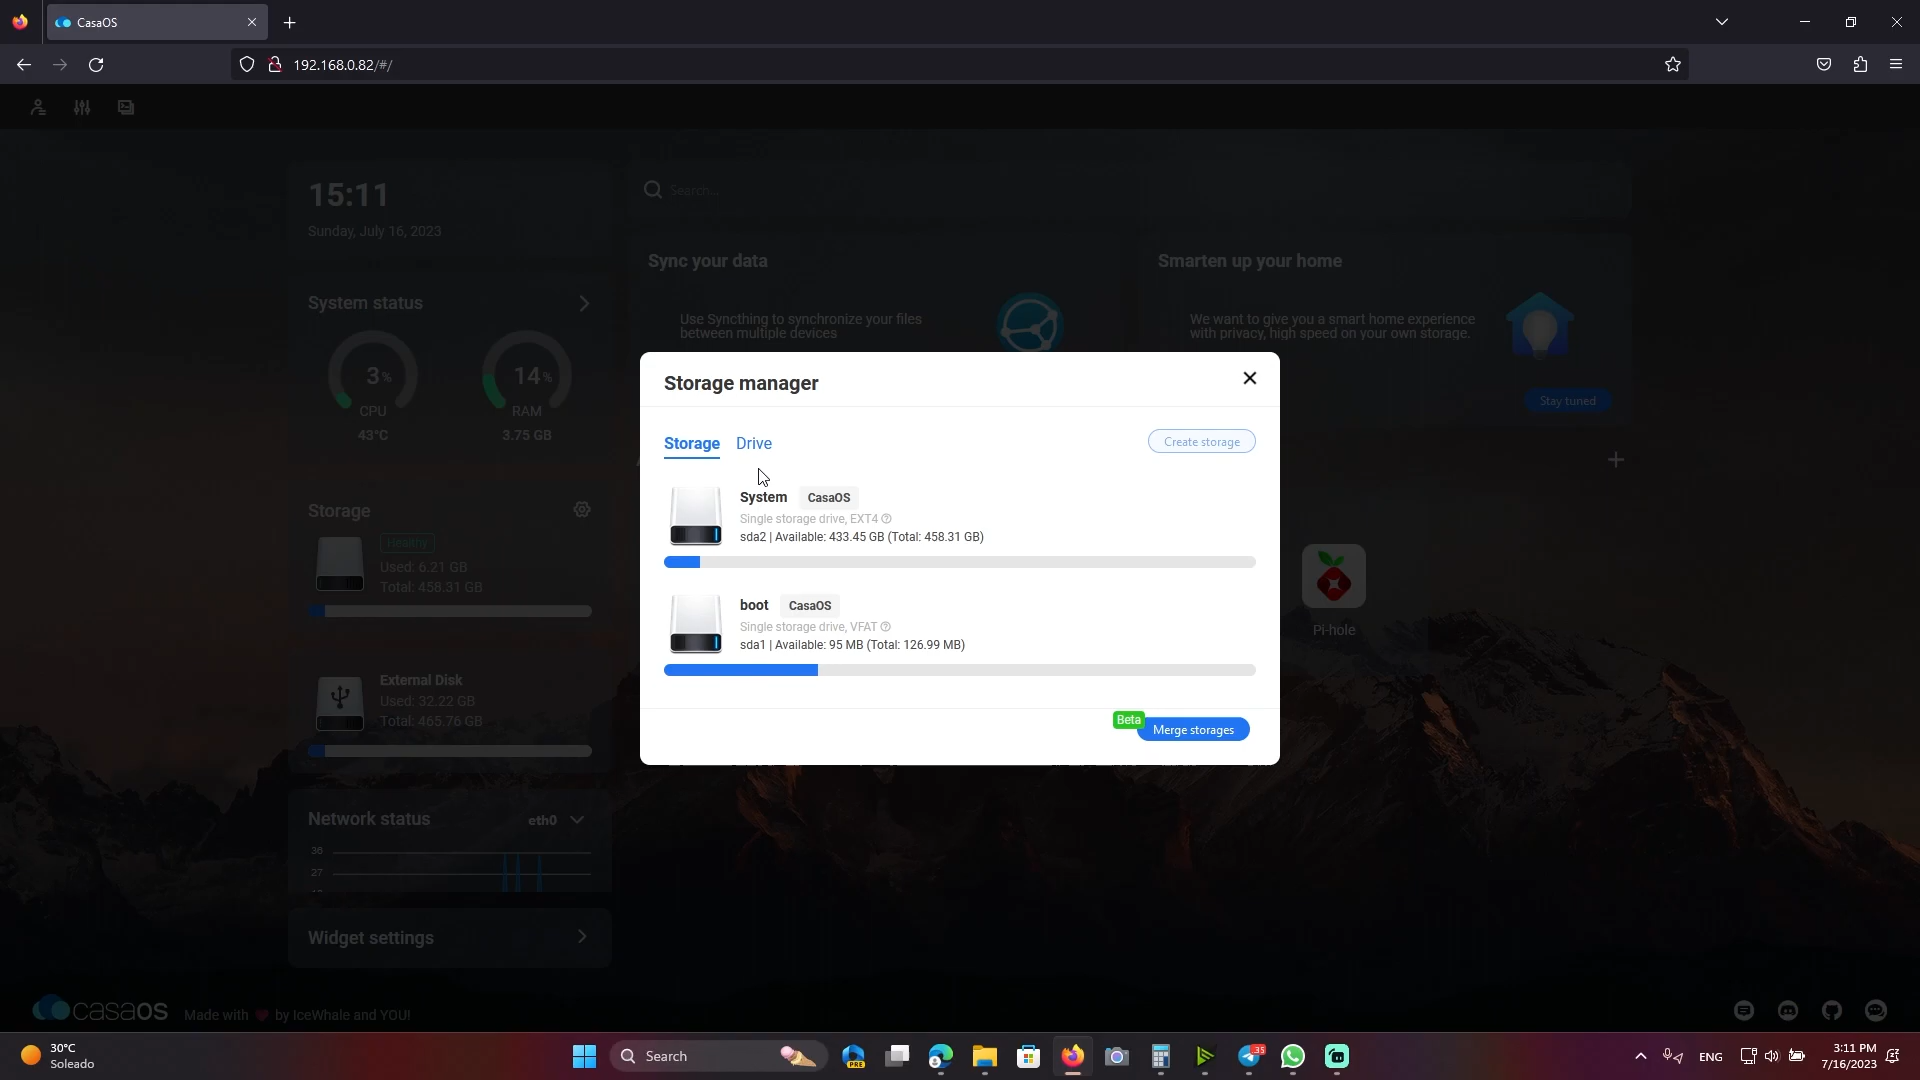 CasaOS
192.168.0.82/#/
15:11
Sunday, July 16, 2023
Search...
Sync your data
Use Syncthing to synchronize your files
between multiple devices
Smarten up your home
We want to give you a smart home experience
with privacy, high speed on your own storage.
Stay tuned
System status
3%
CPU
43°C
14%
RAM
3.75 GB
Storage
Healthy
Used: 6.21 GB
Total: 458.31 GB
External Disk
Used: 32.22 GB
Total: 465.76 GB
Storage manager
Storage Drive
Create storage
System CasaOS
Single storage drive, EXT4
sda2 | Available: 433.45 GB (Total: 458.31 GB)
boot CasaOS
Single storage drive, VFAT
sda1 | Available: 95 MB (Total: 126.99 MB)
Beta
Merge storages
Pi-hole
Network status eth0
36
27
Widget settings
casaos Made with by IceWhale and YOU!
30°C
Soleado
Search
PRE
35
ENG
3:11 PM
7/16/2023